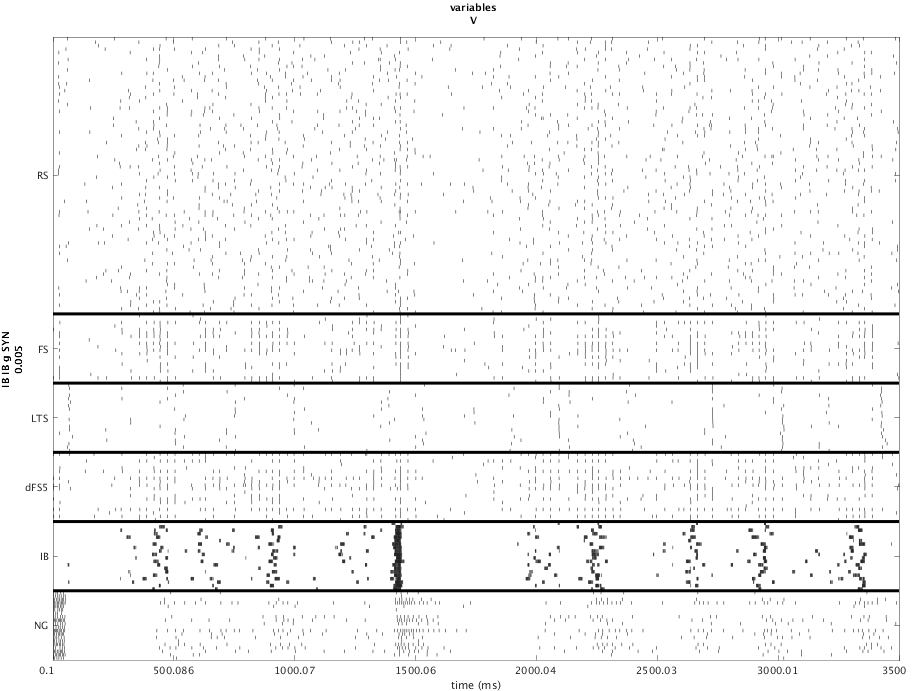 variables
V
RS
FS
LTS
dFS5
IB
NG
IB IB g SYN
0.005
0.1
500.086
1000.07
1500.06
2000.04
2500.03
3000.01
3500
time (ms)